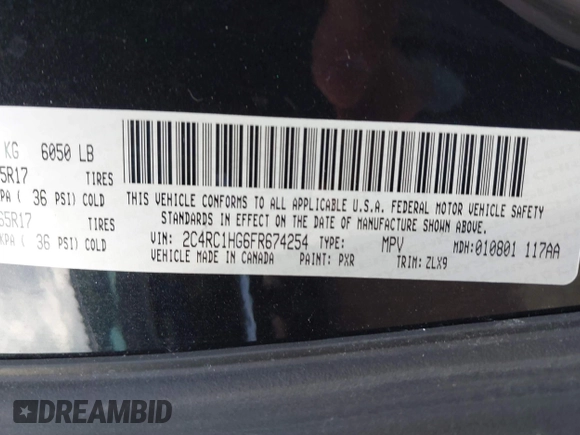 KG 6050 LB
5R17 TIRES
KPA ( 36 PSI) COLD
65R17 TIRES
KPA ( 36 PSI) COLD
THIS VEHICLE CONFORMS TO ALL APPLICABLE U.S.A. FEDERAL MOTOR VEHICLE SAFETY
STANDARDS IN EFFECT ON THE DATE OF MANUFACTURE SHOWN ABOVE.
VIN: 2C4RC1HG6FR674254 TYPE: MPV MDH:010801 117AA
VEHICLE MADE IN CANADA PAINT: PXR TRIM: ZLX9
DREAMBID